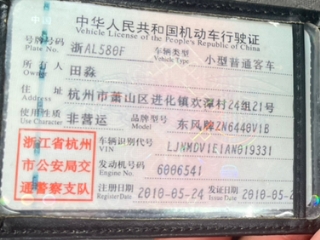 中华人民共和国机动车行驶证
Vehicle License of the People's Republic of China
号牌号码 浙AL580F 车辆类型 小型普通客车
Plate No. Vehicle Type
所有人 田淼
Owner
住址 杭州市萧山区进化镇欢潭村24组21号
Address
使用性质 非营运 品牌型号 东风牌ZN6440V1B
Use Character Model
浙江省杭州 车辆识别代号 LJNMDV1E1AN019331
VIN
市公安局交 发动机号码 6006541
Engine No.
通警察支队 注册日期 2010-05-24 发证日期 2010-05-2
Register Date Issue Date